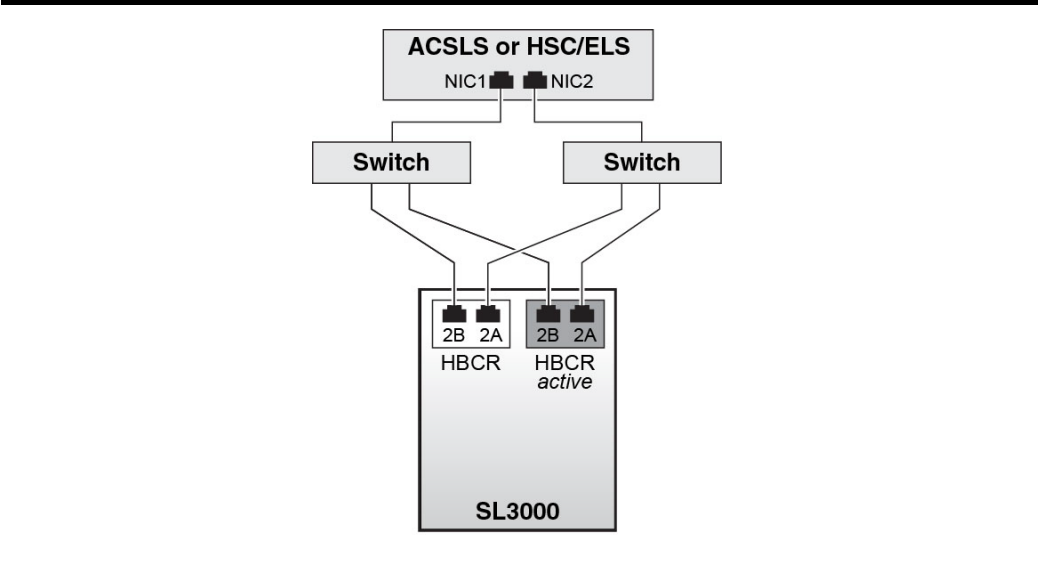 ACSLS or HSC/ELS
NIC1 NIC2
Switch Switch
2B 2A 2B 2A
HBCR HBCR
active
SL3000